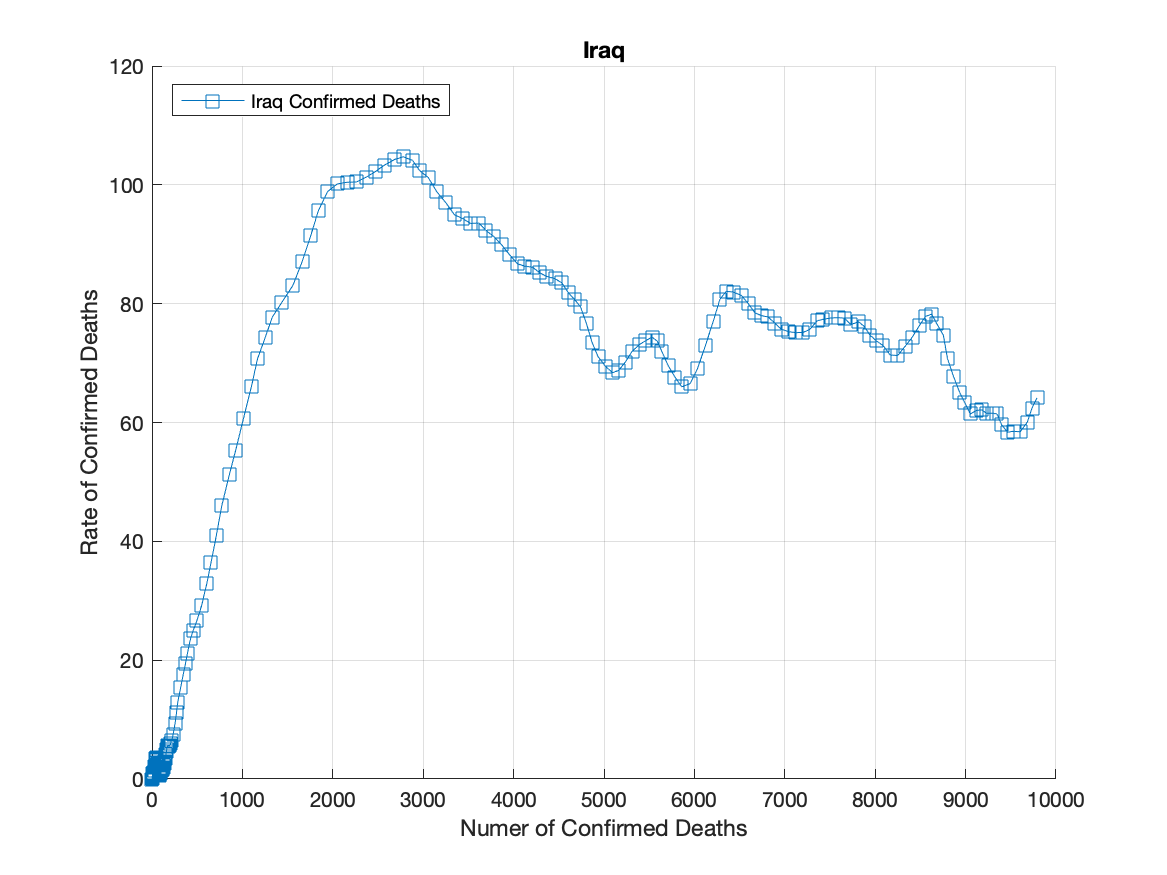 Iraq
120
Iraq Confirmed Deaths
100
80
60
40
20
0
Rate of Confirmed Deaths
0 1000 2000 3000 4000 5000 6000 7000 8000 9000 10000
Numer of Confirmed Deaths